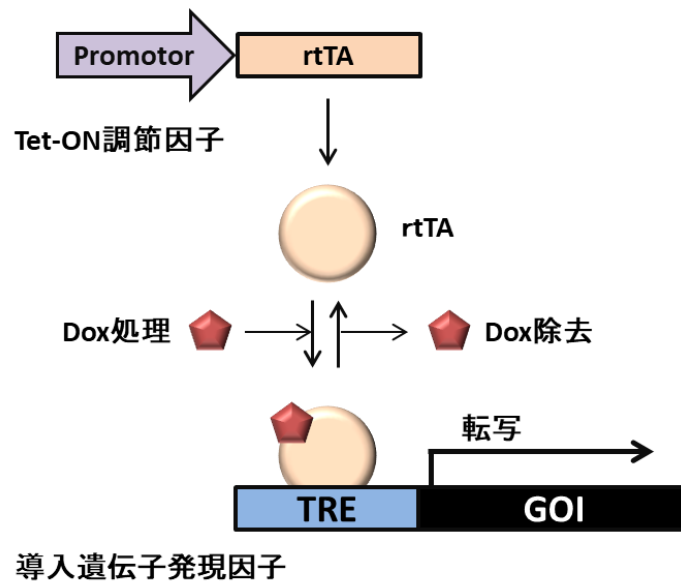 Promotor
rtTA
Tet-ON調節因子
rtTA
Dox処理
Dox除去
転写
TRE
GOI
導入遺伝子発現因子